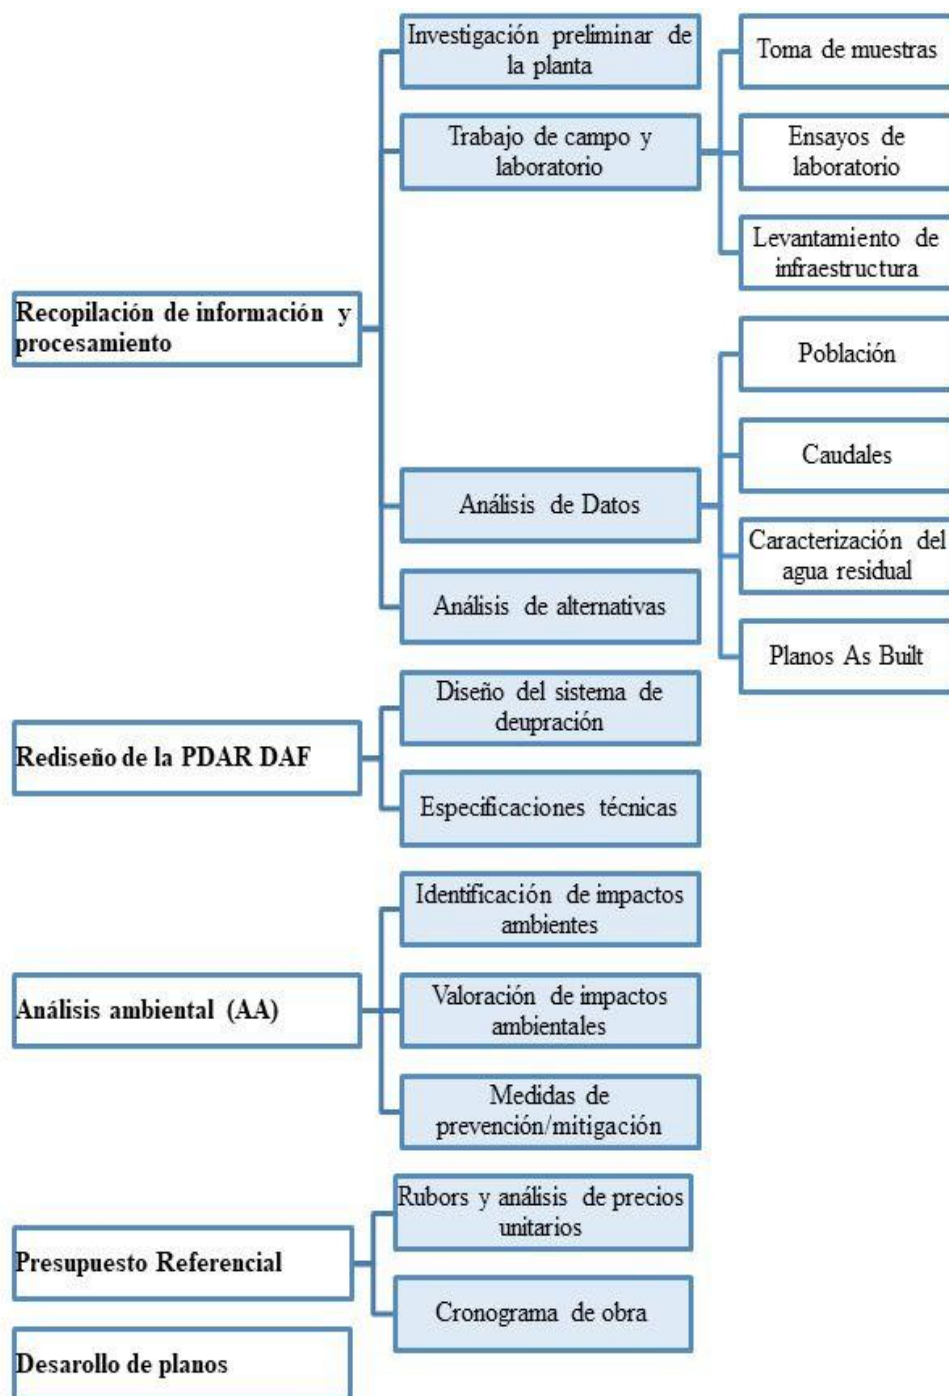 Recopilación de información y
procesamiento
Investigación preliminar de
la planta
Trabajo de campo y
laboratorio
Toma de muestras
Ensayos de
laboratorio
Levantamiento de
infraestructura
Análisis de Datos
Población
Caudales
Caracterización del
agua residual
Planos As Built
Análisis de alternativas
Rediseño de la PDAR DAF
Diseño del sistema de
deupración
Especificaciones técnicas
Análisis ambiental (AA)
Identificación de impactos
ambientes
Valoración de impactos
ambientales
Medidas de
prevención/mitigación
Presupuesto Referencial
Rubors y análisis de precios
unitarios
Cronograma de obra
Desarollo de planos